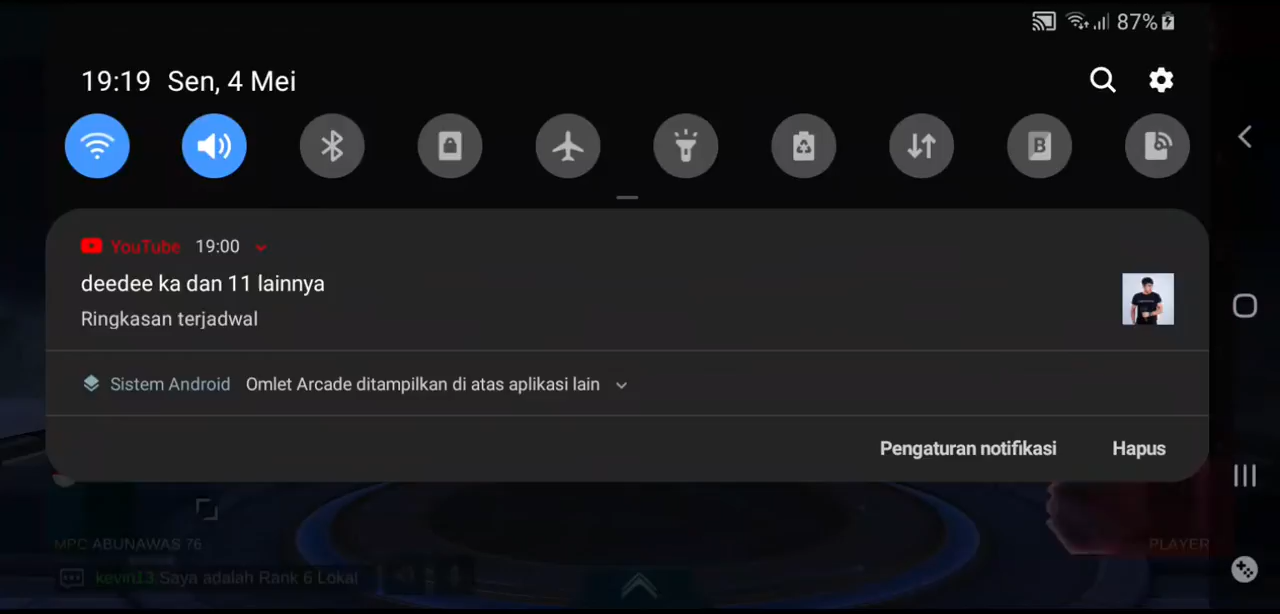 87%
19:19 Sen, 4 Mei
B
YouTube 19:00
deedee ka dan 11 lainnya
Ringkasan terjadwal
Sistem Android Omlet Arcade ditampilkan di atas aplikasi lain
Pengaturan notifikasi Hapus
MPC ABUNAWAS 76 PLAYER
kevin13 Saya adalah Rank 6 Lokal